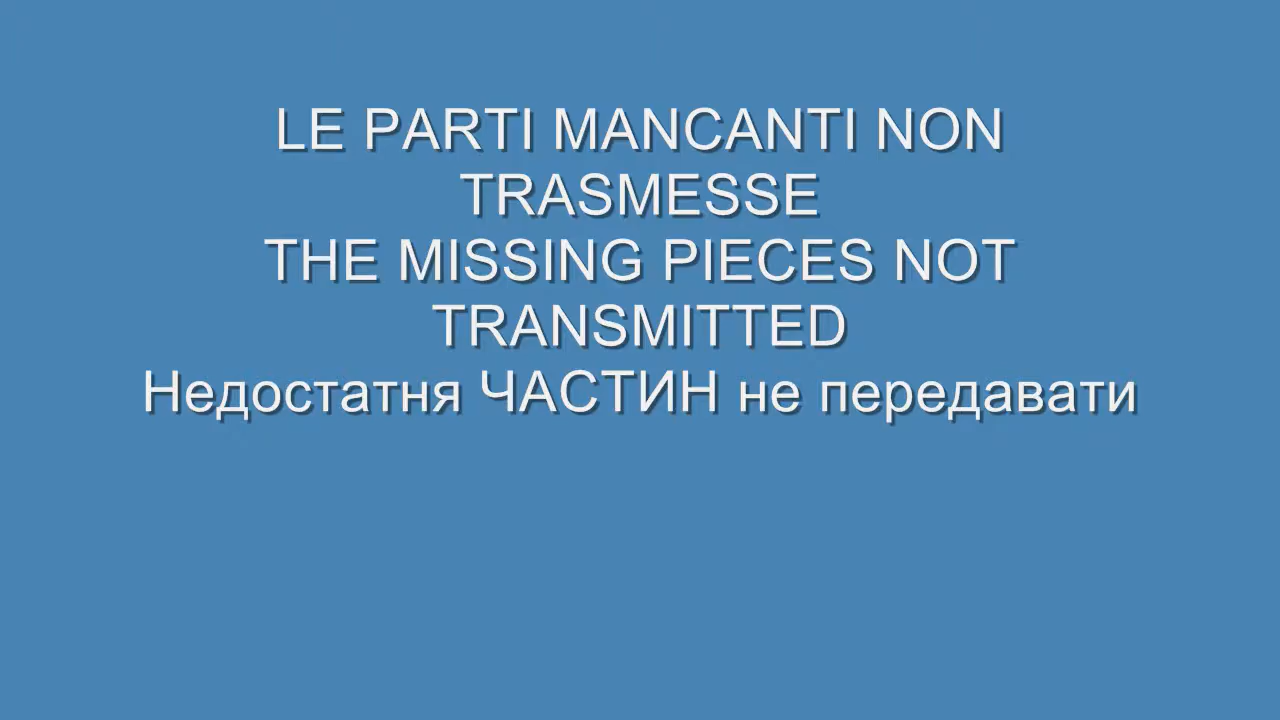 LE PARTI MANCANTI NON
TRASMESSE
THE MISSING PIECES NOT
TRANSMITTED
Недостатня ЧАСТИН не передавати